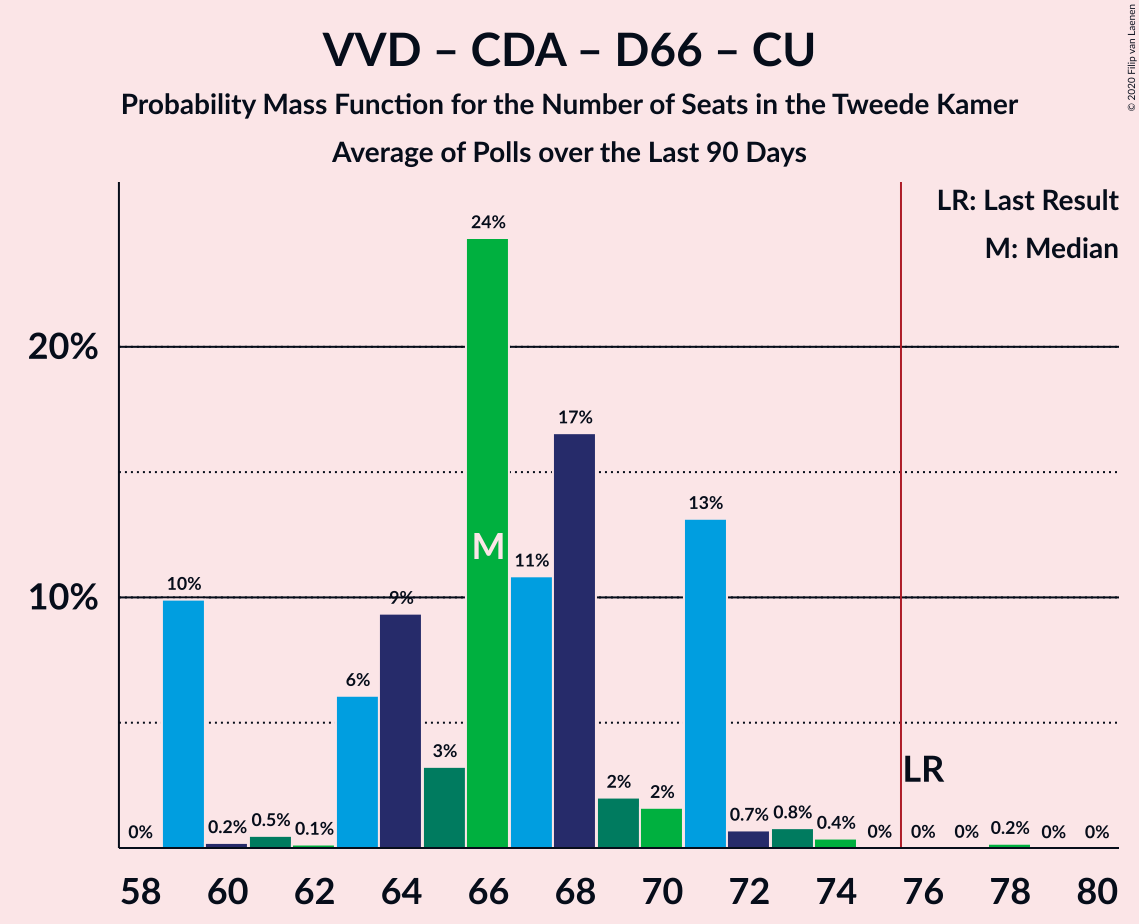 VVD – CDA – D66 – CU
Probability Mass Function for the Number of Seats in the Tweede Kamer
Average of Polls over the Last 90 Days
© 2020 Filip van Laenen
LR: Last Result
M: Median
20%
10%
0%
10%
0.2%
0.5%
0.1%
6%
9%
3%
24%
M
11%
17%
2%
2%
13%
0.7%
0.8%
0.4%
0%
LR
0%
0%
0.2%
0%
0%
58 60 62 64 66 68 70 72 74 76 78 80